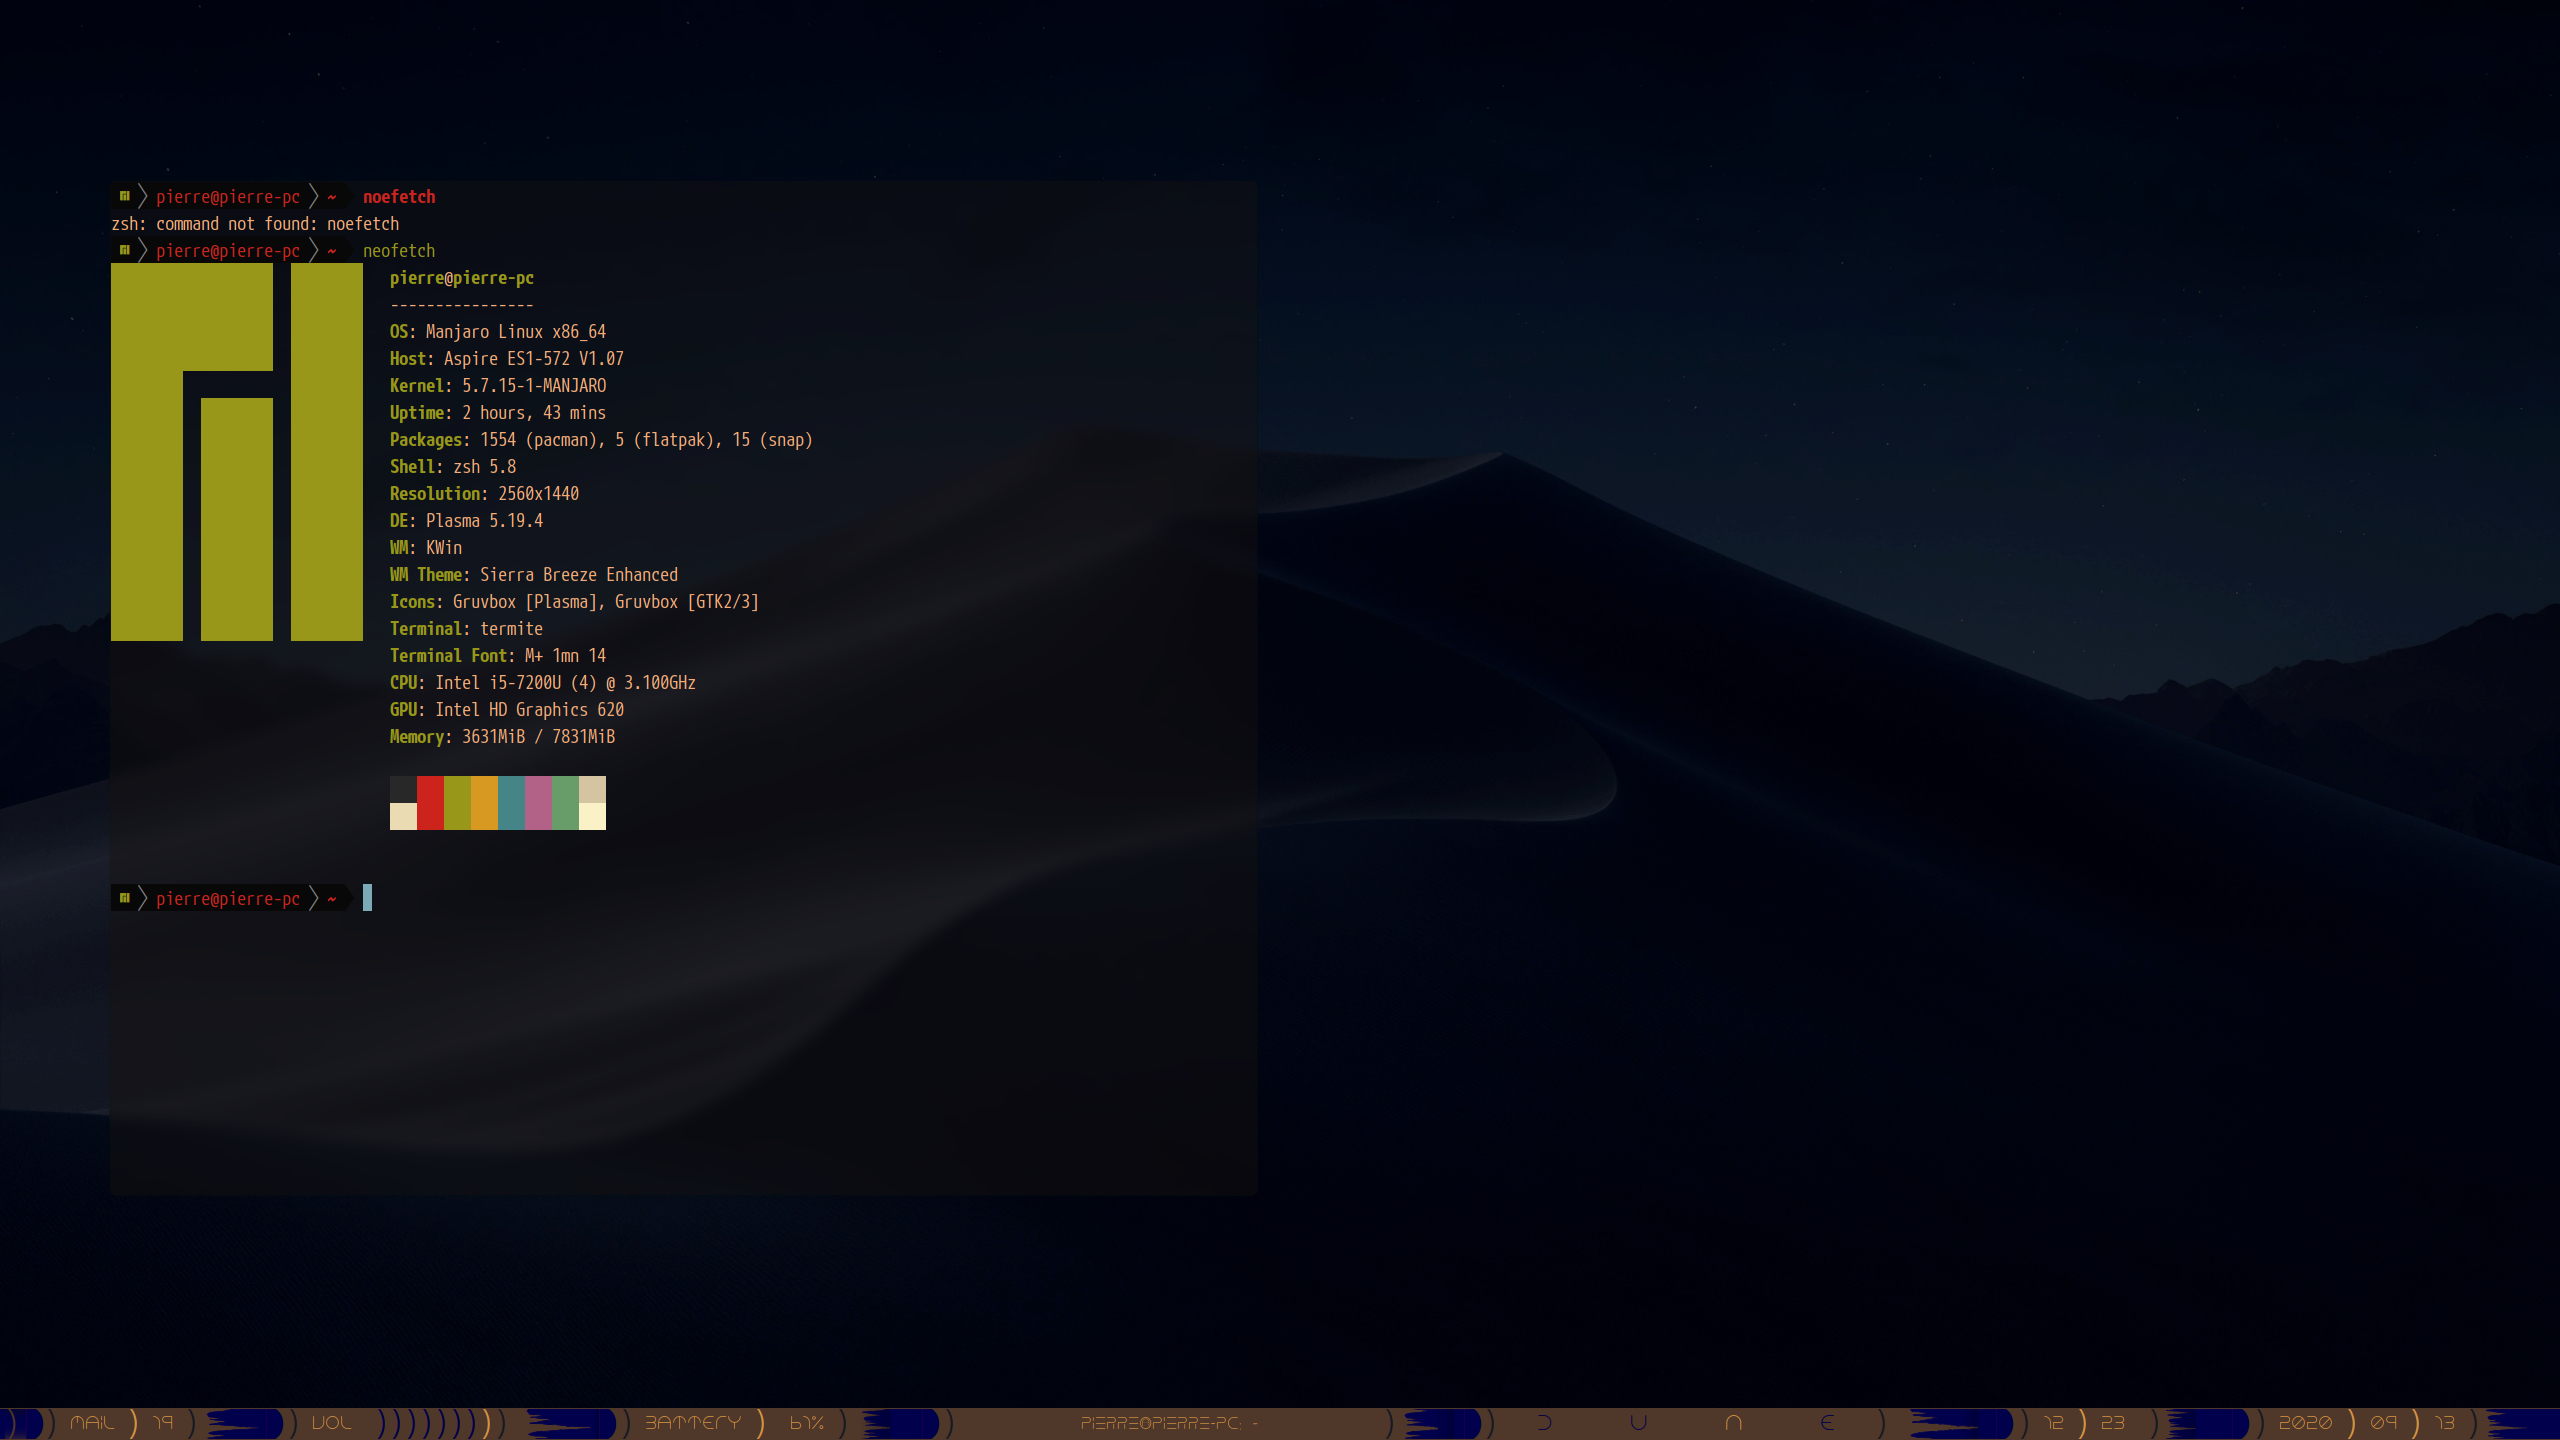 pierre@pierre-pc ~ noefetch
zsh: command not found: noefetch
pierre@pierre-pc ~ neofetch
pierre@pierre-pc
----------------
OS: Manjaro Linux x86_64
Host: Aspire ES1-572 V1.07
Kernel: 5.7.15-1-MANJARO
Uptime: 2 hours, 43 mins
Packages: 1554 (pacman), 5 (flatpak), 15 (snap)
Shell: zsh 5.8
Resolution: 2560x1440
DE: Plasma 5.19.4
WM: KWin
WM Theme: Sierra Breeze Enhanced
Icons: Gruvbox [Plasma], Gruvbox [GTK2/3]
Terminal: termite
Terminal Font: M+ 1mn 14
CPU: Intel i5-7200U (4) @ 3.100GHz
GPU: Intel HD Graphics 620
Memory: 3631MiB / 7831MiB
pierre@pierre-pc ~
MAIL ) 19 VOL ))))))))) BATTERY ) 61% PIERRE@PIERRE-PC: ~ D U N E 12 ) 23 2020 ) 09 ) 13